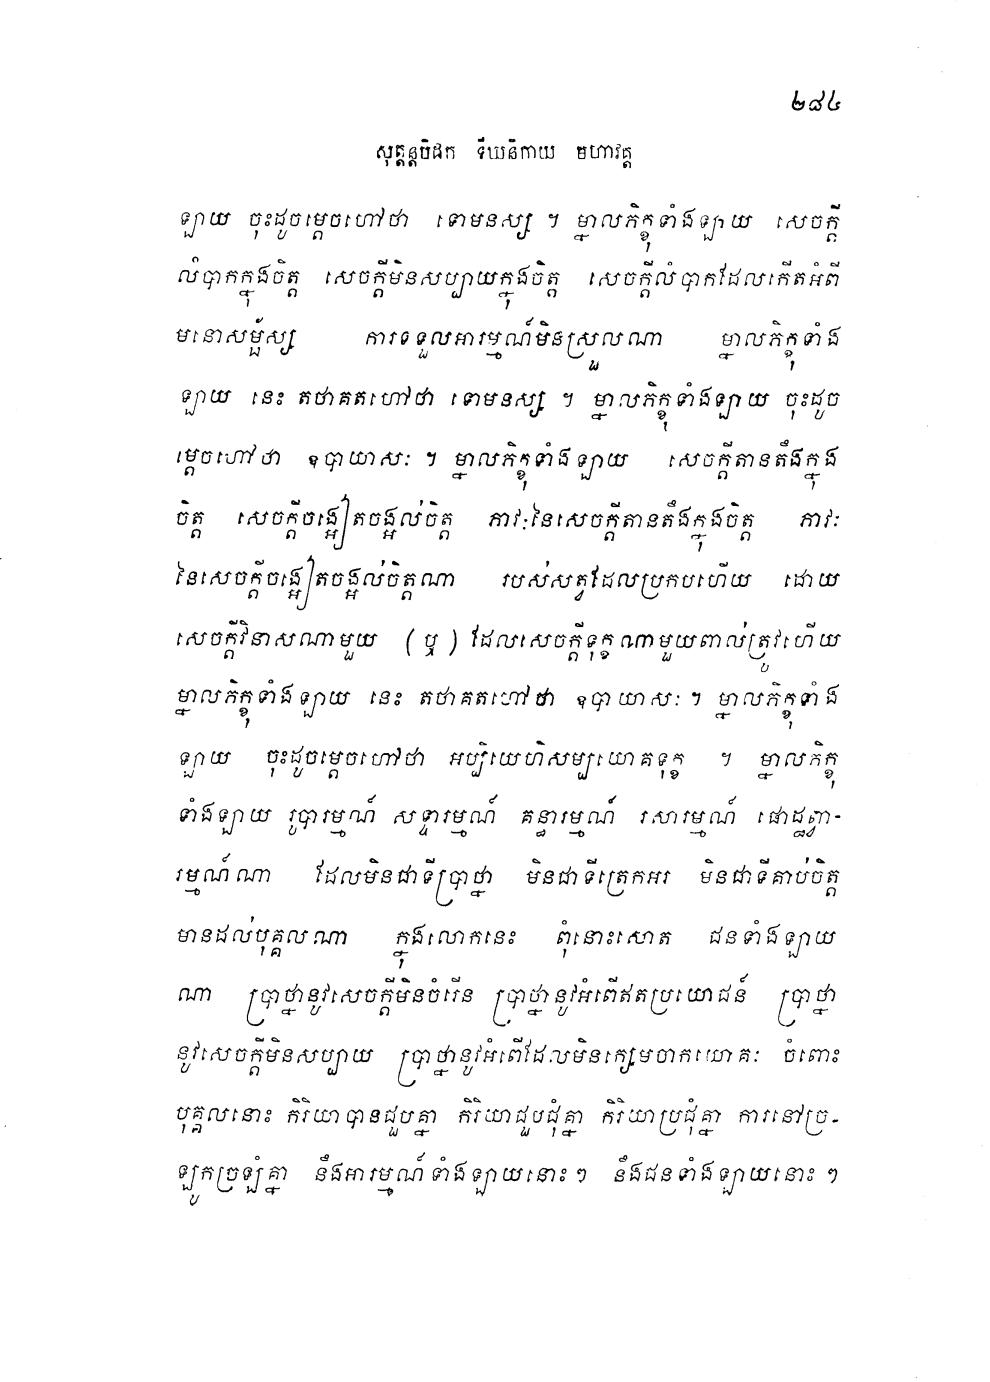 ២៨៤
សុត្តន្តបិដក ទីឃនិកាយ មហាវគ្គ
ឡាយ ចុះដូចម្តេចហៅថា ទោមនស្ស ។ ម្នាលភិក្ខុទាំងឡាយ សេចក្តី
លំបាកក្នុងចិត្ត សេចក្តីមិនសប្បាយក្នុងចិត្ត សេចក្តីលំបាកដែលកើតអំពី
មនោសម្ផ័ស្ស ការទទួលអារម្មណ៍មិនស្រួលណា ម្នាលភិក្ខុទាំង
ឡាយ នេះ តថាគតហៅថា ទោមនស្ស ។ ម្នាលភិក្ខុទាំងឡាយ ចុះដូច
ម្តេចហៅថា ឧបាយាសៈ ។ ម្នាលភិក្ខុទាំងឡាយ សេចក្តីតានតឹងក្នុង
ចិត្ត សេចក្តីចង្អៀតចង្អល់ចិត្ត ភាវៈនៃសេចក្តីតានតឹងក្នុងចិត្ត ភាវៈ
នៃសេចក្តីចង្អៀតចង្អល់ចិត្តណា របស់សត្វដែលប្រកបហើយ ដោយ
សេចក្តីវិនាសណាមួយ (ឬ) ដែលសេចក្តីទុក្ខណាមួយពាល់ត្រូវហើយ
ម្នាលភិក្ខុទាំងឡាយ នេះ តថាគតហៅថា ឧបាយាសៈ ។ ម្នាលភិក្ខុទាំង
ឡាយ ចុះដូចម្តេចហៅថា អប្បិយេហិសម្បយោគទុក្ខ ។ ម្នាលភិក្ខុ
ទាំងឡាយ រូបារម្មណ៍ សទ្ទារម្មណ៍ គន្ធារម្មណ៍ រសារម្មណ៍ ផោដ្ឋព្វា-
រម្មណ៍ណា ដែលមិនជាទីប្រាថ្នា មិនជាទីត្រេកអរ មិនជាទីគាប់ចិត្ត
មានដល់បុគ្គលណា ក្នុងលោកនេះ ពុំនោះសោត ជនទាំងឡាយ
ណា ប្រាថ្នានូវសេចក្តីមិនចំរើន ប្រាថ្នានូវអំពើឥតប្រយោជន៍ ប្រាថ្នា
នូវសេចក្តីមិនសប្បាយ ប្រាថ្នានូវអំពើដែលមិនក្សេមចាកយោគៈ ចំពោះ
បុគ្គលនោះ កិរិយាបានជួបគ្នា កិរិយាជួបជុំគ្នា កិរិយាប្រជុំគ្នា ការនៅច្រ-
ឡូកច្រឡំគ្នា នឹងអារម្មណ៍ទាំងឡាយនោះៗ នឹងជនទាំងឡាយនោះៗ